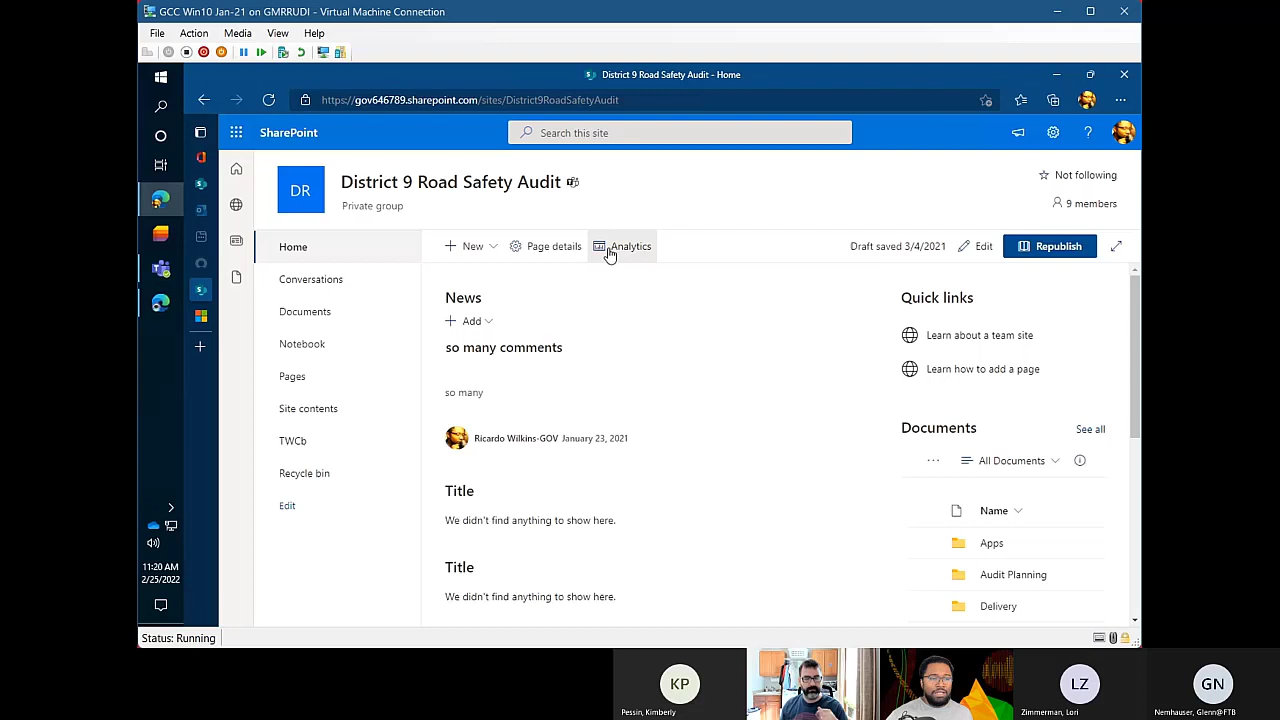 GCC Win10 Jan-21 on GMRRUDI - Virtual Machine Connection
File Action Media View Help
District 9 Road Safety Audit - Home
https://gov646789.sharepoint.com/sites/District9RoadSafetyAudit
SharePoint
Search this site
DR
District 9 Road Safety Audit
Private group
Not following
9 members
Home
Conversations
Documents
Notebook
Pages
Site contents
TWCb
Recycle bin
Edit
New
Page details
Analytics
Draft saved 3/4/2021
Edit
Republish
News
Add
so many comments
so many
Ricardo Wilkins-GOV January 23, 2021
Title
We didn't find anything to show here.
Title
We didn't find anything to show here.
Quick links
Learn about a team site
Learn how to add a page
Documents
See all
All Documents
Name
Apps
Audit Planning
Delivery
11:20 AM
2/25/2022
Status: Running
KP
Pessin, Kimberly
LZ
Zimmerman, Lori
GN
Nemhauser, Glenn@FTB